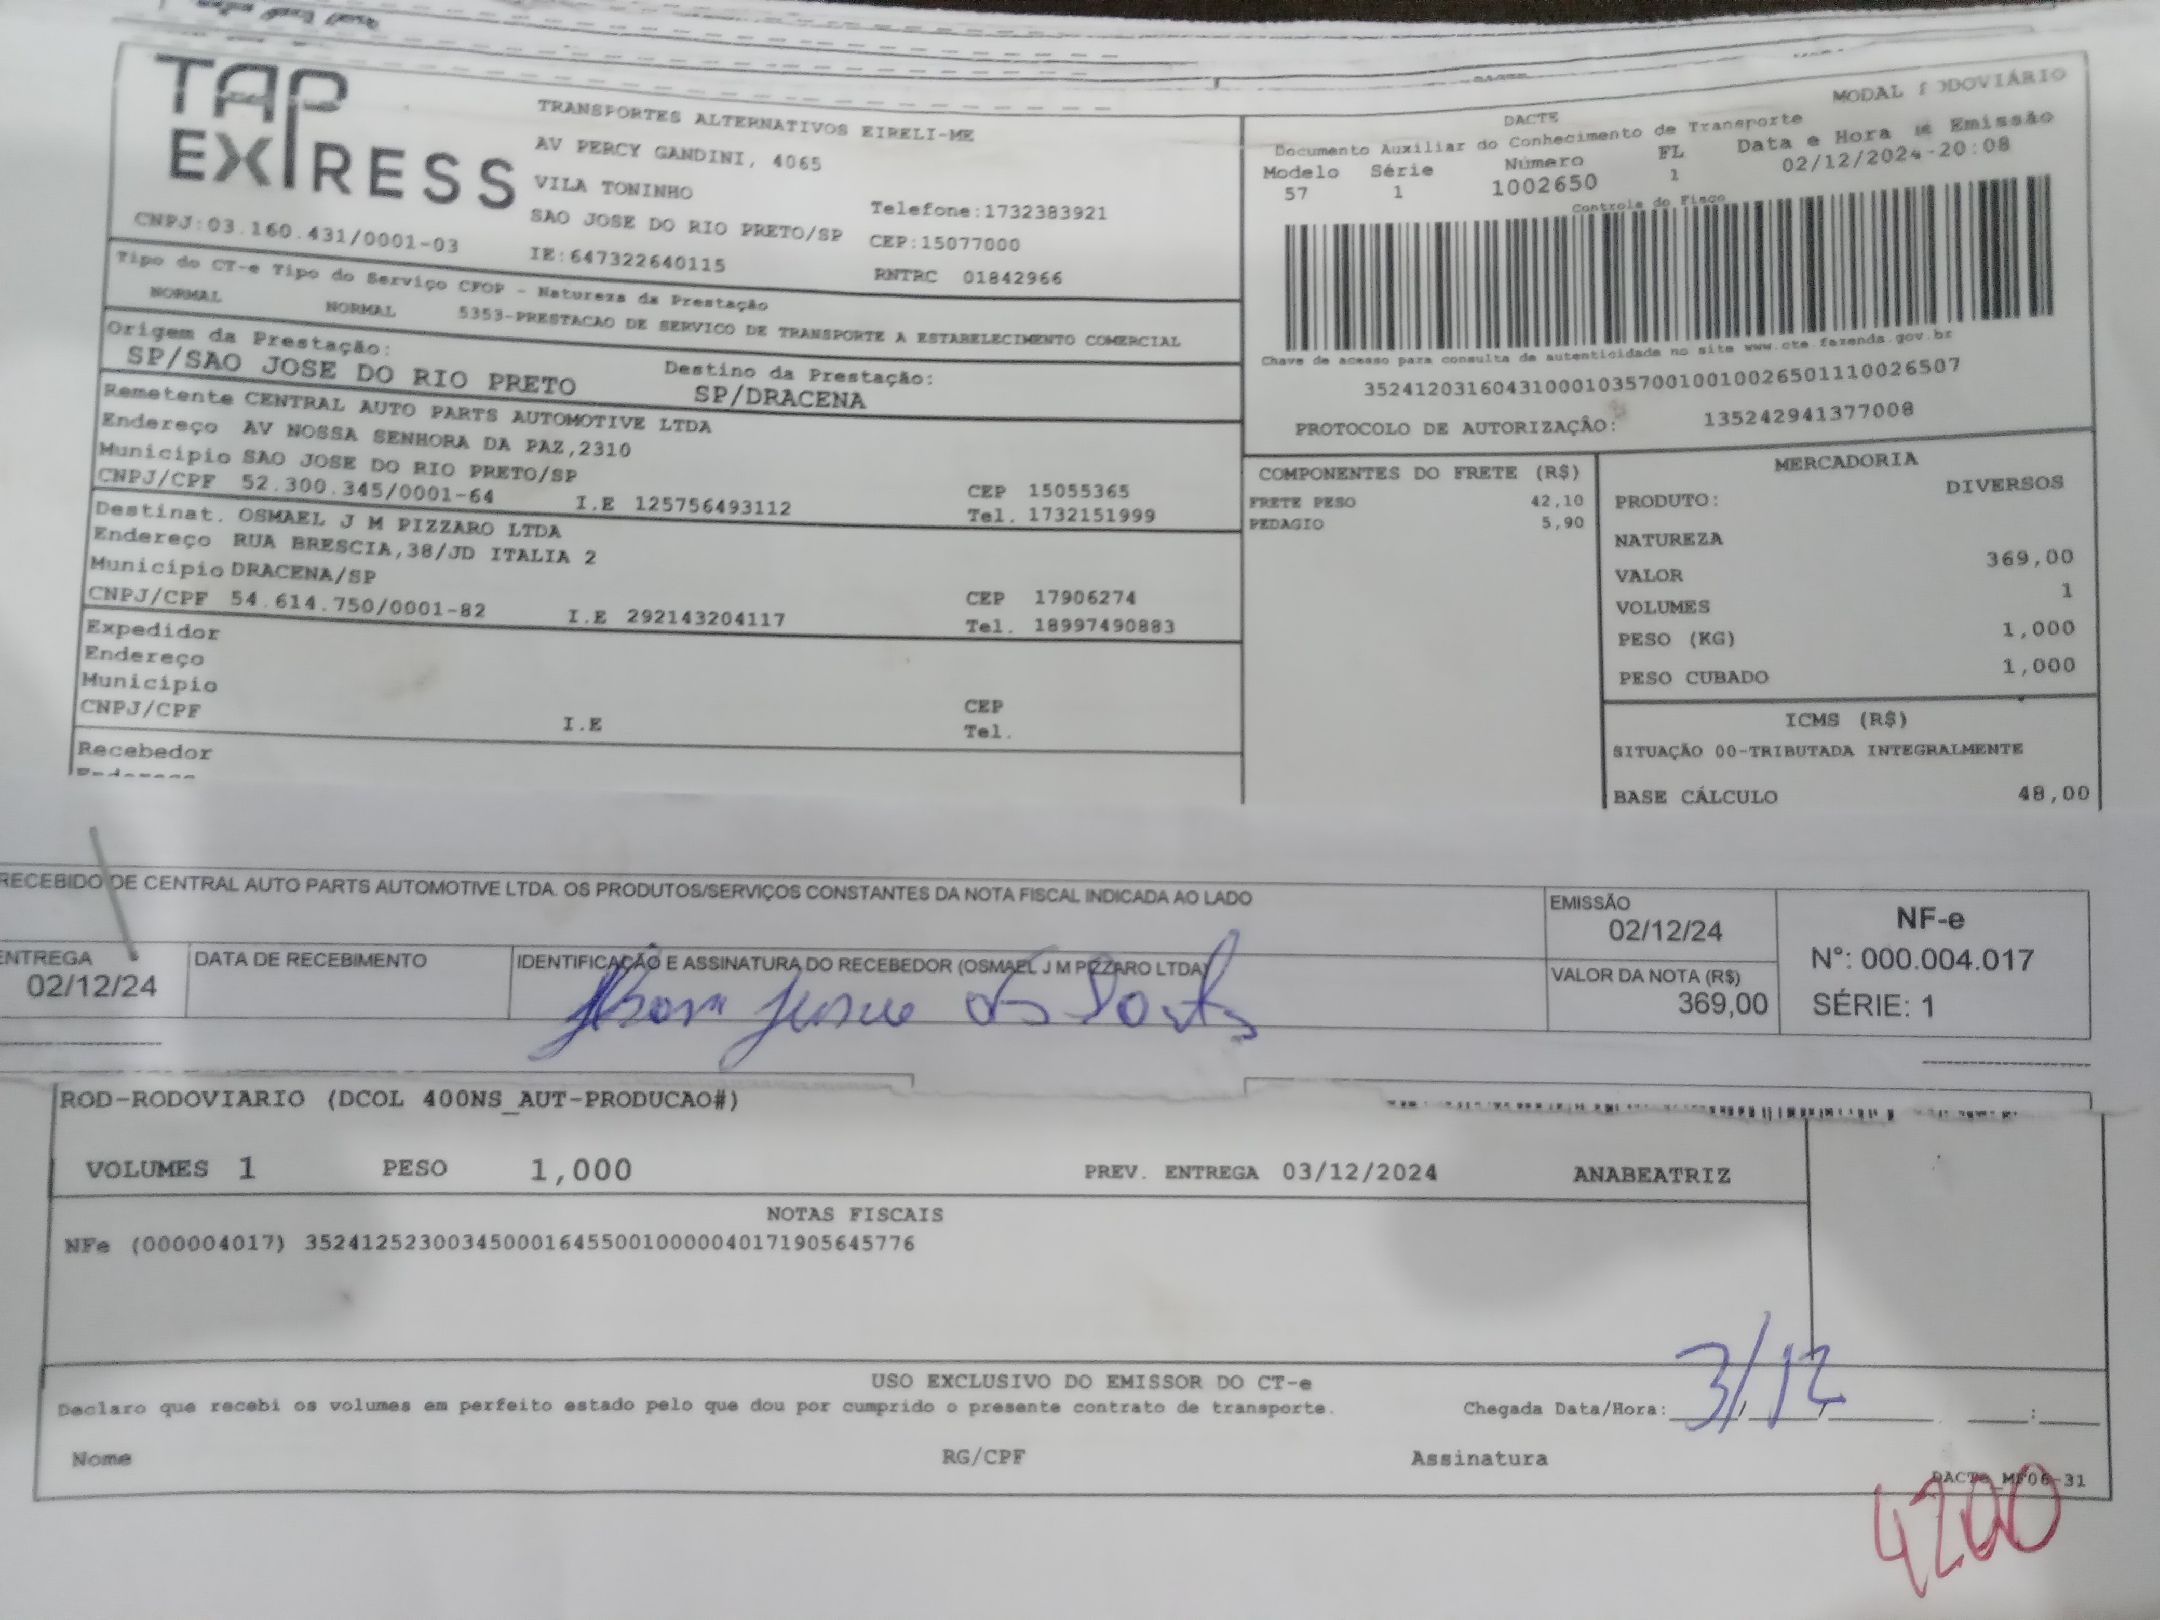 TAP EXPRESS
TRANSPORTES ALTERNATIVOS EIRELI-ME
AV PERCY GANDINI, 4065
VILA TONINHO
SAO JOSE DO RIO PRETO/SP
IE:647322640115
Telefone:1732383921
CEP:15077000
RNTRC 01842966
CNPJ:03.160.431/0001-03
MODAL RODOVIÁRIO
DACTE
Documento Auxiliar do Conhecimento de Transporte
Modelo Série Número FL Data e Hora de Emissão
57 1 1002650 1 02/12/2024-20:08
Controle do Fisco
Chave de acesso para consulta de autenticidade no site www.cte.fazenda.gov.br
35241203160431000103570010010026501110026507
PROTOCOLO DE AUTORIZAÇÃO: 135242941377008
Tipo do CT-e Tipo do Serviço CFOP - Natureza da Prestação
NORMAL NORMAL 5353-PRESTACAO DE SERVICO DE TRANSPORTE A ESTABELECIMENTO COMERCIAL
Origem da Prestação: Destino da Prestação:
SP/SAO JOSE DO RIO PRETO SP/DRACENA
Remetente CENTRAL AUTO PARTS AUTOMOTIVE LTDA
Endereço AV NOSSA SENHORA DA PAZ,2310
Município SAO JOSE DO RIO PRETO/SP CEP 15055365
CNPJ/CPF 52.300.345/0001-64 I.E 125756493112 Tel. 1732151999
Destinat. OSMAEL J M PIZZARO LTDA
Endereço RUA BRESCIA,38/JD ITALIA 2
Município DRACENA/SP CEP 17906274
CNPJ/CPF 54.614.750/0001-82 I.E 292143204117 Tel. 18997490883
Expedidor
Endereço
Município CEP
CNPJ/CPF I.E Tel.
Recebedor
Endereço
COMPONENTES DO FRETE (R$)
FRETE PESO 42,10
PEDAGIO 5,90
MERCADORIA
PRODUTO: DIVERSOS
NATUREZA
VALOR 369,00
VOLUMES 1
PESO (KG) 1,000
PESO CUBADO 1,000
ICMS (R$)
SITUAÇÃO 00-TRIBUTADA INTEGRALMENTE
BASE CÁLCULO 48,00
RECEBIDO DE CENTRAL AUTO PARTS AUTOMOTIVE LTDA. OS PRODUTOS/SERVIÇOS CONSTANTES DA NOTA FISCAL INDICADA AO LADO
EMISSÃO
02/12/24
NF-e
Nº: 000.004.017
SÉRIE: 1
ENTREGA
02/12/24
DATA DE RECEBIMENTO
IDENTIFICAÇÃO E ASSINATURA DO RECEBEDOR (OSMAEL J M PIZZARO LTDA)
VALOR DA NOTA (R$)
369,00
ROD-RODOVIARIO (DCOL 400NS_AUT-PRODUCAO#)
VOLUMES 1 PESO 1,000 PREV. ENTREGA 03/12/2024 ANABEATRIZ
NOTAS FISCAIS
NFe (000004017) 35241252300345000164550010000040171905645776
USO EXCLUSIVO DO EMISSOR DO CT-e
Declaro que recebi os volumes em perfeito estado pelo que dou por cumprido o presente contrato de transporte. Chegada Data/Hora: 3/12
Nome RG/CPF Assinatura
DACTE_MF06-31
4200